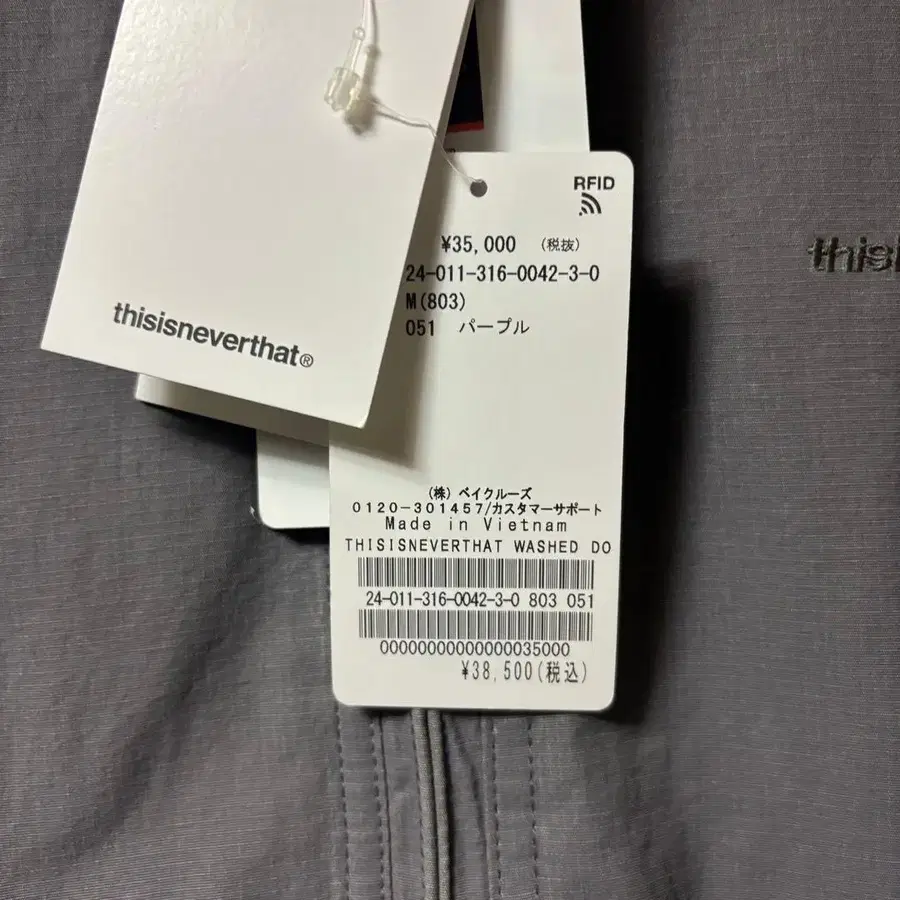 thisisneverthat®
RFID
¥35,000 (税抜)
24-011-316-0042-3-0
M(803)
051 パープル
(株) ベイクルーズ
0120-301457/カスタマーサポート
Made in Vietnam
THISISNEVERTHAT WASHED DO
24-011-316-0042-3-0 803 051
00000000000000035000
¥38,500(税込)
thisi